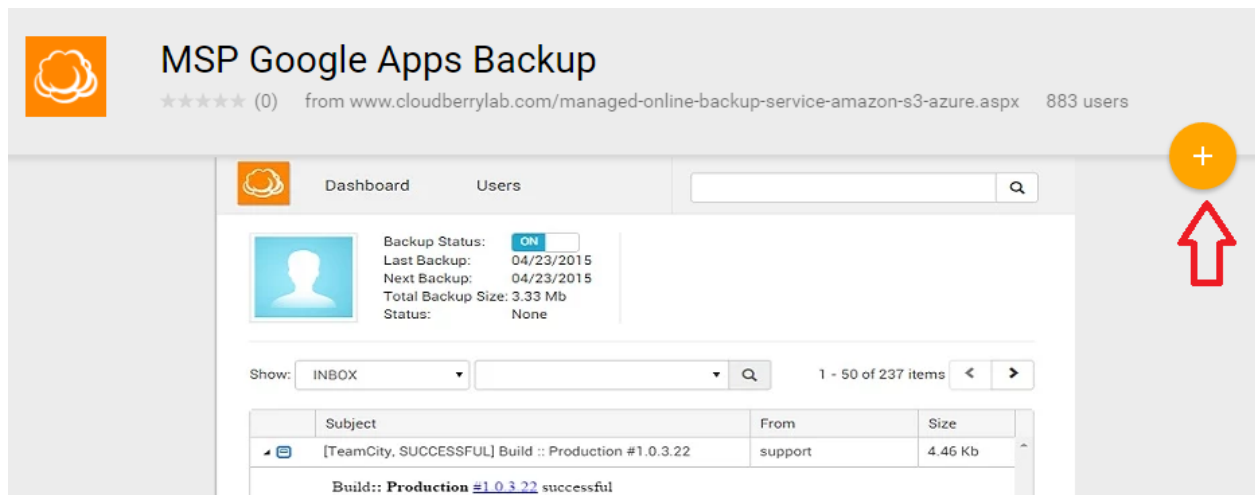 MSP Google Apps Backup
(0) from www.cloudberrylab.com/managed-online-backup-service-amazon-s3-azure.aspx 883 users
+
Dashboard Users
Backup Status: ON
Last Backup: 04/23/2015
Next Backup: 04/23/2015
Total Backup Size: 3.33 Mb
Status: None
Show: INBOX 1 - 50 of 237 items < >
Subject From Size
[TeamCity, SUCCESSFUL] Build :: Production #1.0.3.22 support 4.46 Kb
Build:: Production #1.0.3.22 successful